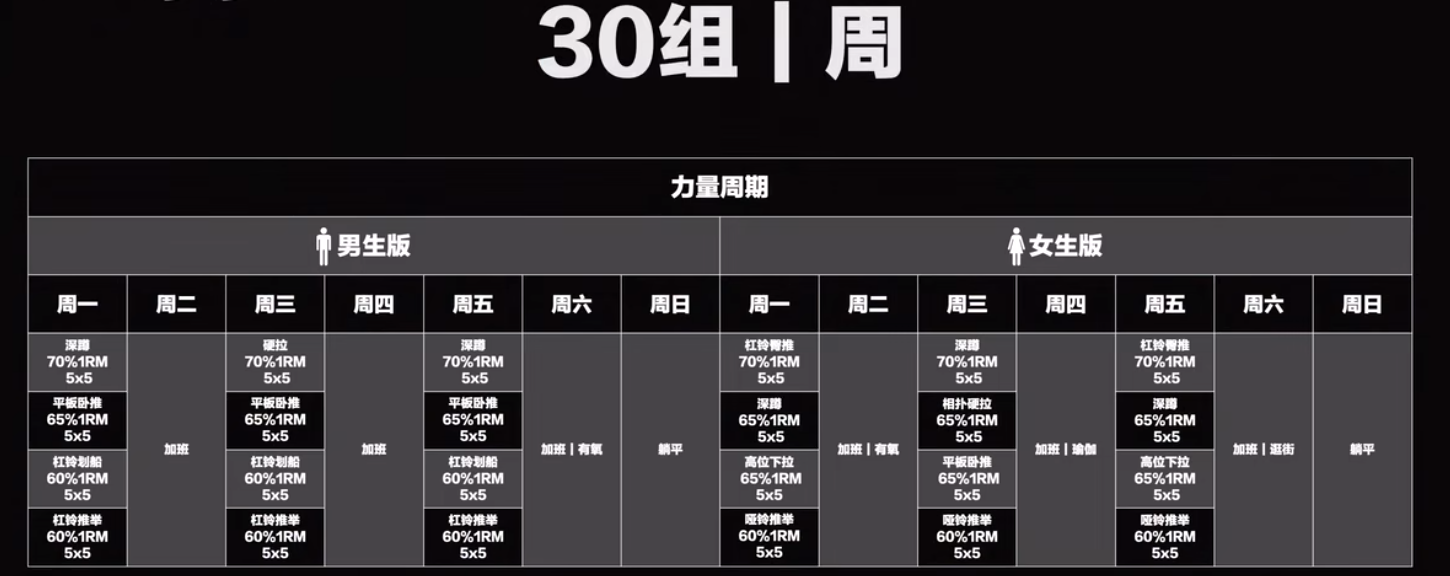 30组 | 周
力量周期
男生版
女生版
周一 周二 周三 周四 周五 周六 周日 周一 周二 周三 周四 周五 周六 周日
深蹲 硬拉 深蹲 杠铃臀推 深蹲 杠铃臀推
70%1RM 70%1RM 70%1RM 70%1RM 70%1RM 70%1RM
5x5 5x5 5x5 5x5 5x5 5x5
平板卧推 平板卧推 平板卧推 深蹲 相扑硬拉 深蹲
65%1RM 65%1RM 65%1RM 65%1RM 65%1RM 65%1RM
5x5 5x5 5x5 5x5 5x5 5x5
加班 加班 加班 | 有氧 躺平 加班 | 有氧 加班 | 瑜伽 加班 | 逛街 躺平
杠铃划船 杠铃划船 杠铃划船 高位下拉 平板卧推 高位下拉
60%1RM 60%1RM 60%1RM 65%1RM 65%1RM 65%1RM
5x5 5x5 5x5 5x5 5x5 5x5
杠铃推举 杠铃推举 杠铃推举 哑铃推举 哑铃推举 哑铃推举
60%1RM 60%1RM 60%1RM 60%1RM 60%1RM 60%1RM
5x5 5x5 5x5 5x5 5x5 5x5